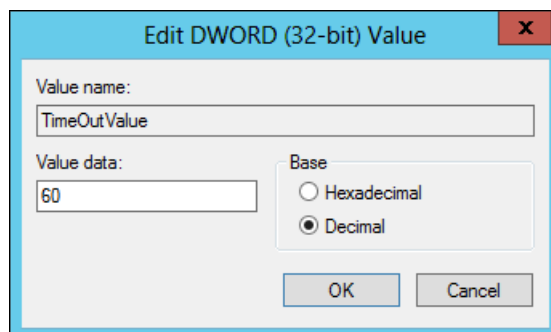 Edit DWORD (32-bit) Value
x
Value name:
TimeOutValue
Value data:
60
Base
Hexadecimal
Decimal
OK
Cancel